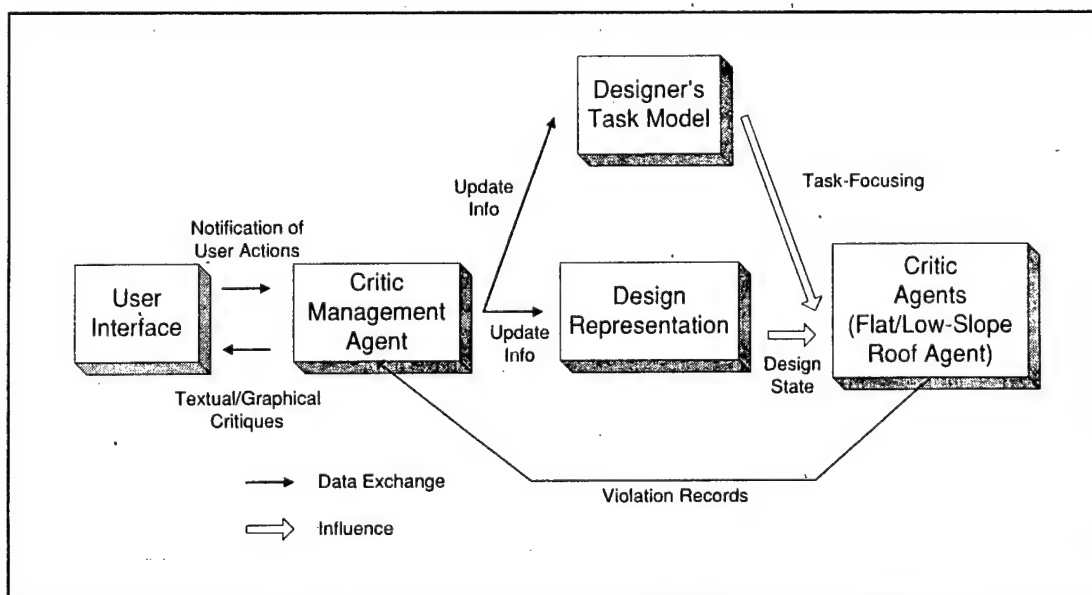 Designer's
Task Model
Update
Info
Task-Focusing
Notification of
User Actions
User
Interface
Critic
Management
Agent
Update
Info
Design
Representation
Design
State
Critic
Agents
(Flat/Low-Slope
Roof Agent)
Textual/Graphical
Critiques
Data Exchange
Violation Records
Influence